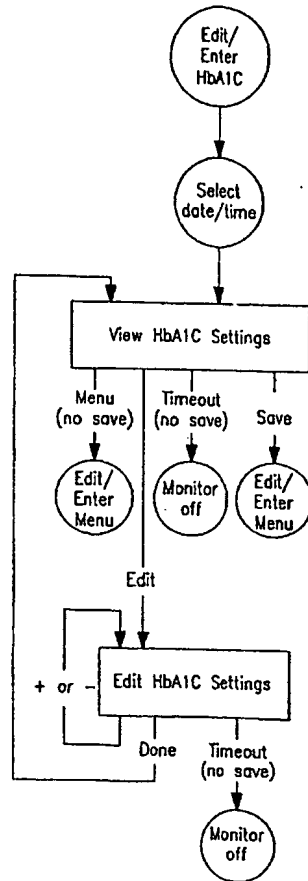 Edit/
Enter
HbA1C
Select
date/time
View HbA1C Settings
Menu
(no save)
Timeout
(no save)
Save
Edit/
Enter
Menu
Monitor
off
Edit/
Enter
Menu
Edit
+ or -
Edit HbA1C Settings
Done
Timeout
(no save)
Monitor
off